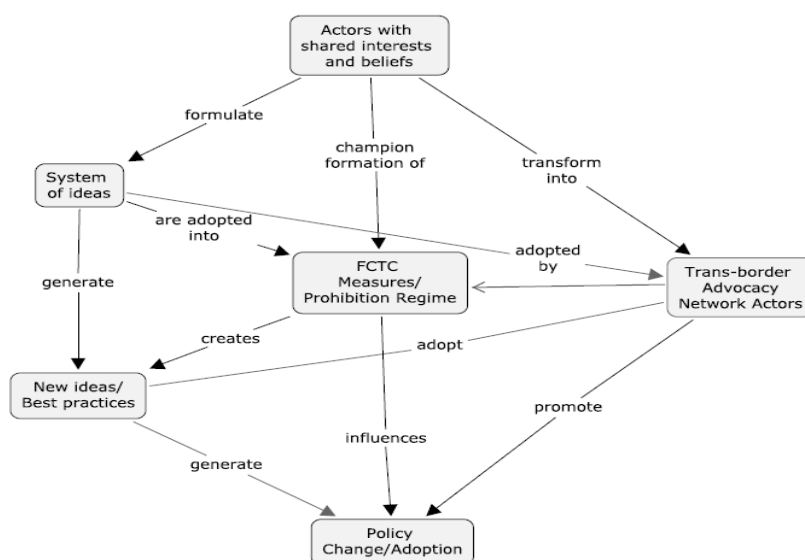 Actors with
shared interests
and beliefs
formulate
champion
formation of
transform
into
System
of ideas
are adopted
into
adopted
by
FCTC
Measures/
Prohibition Regime
Trans-border
Advocacy
Network Actors
generate
creates
adopt
New ideas/
Best practices
promote
influences
generate
Policy
Change/Adoption